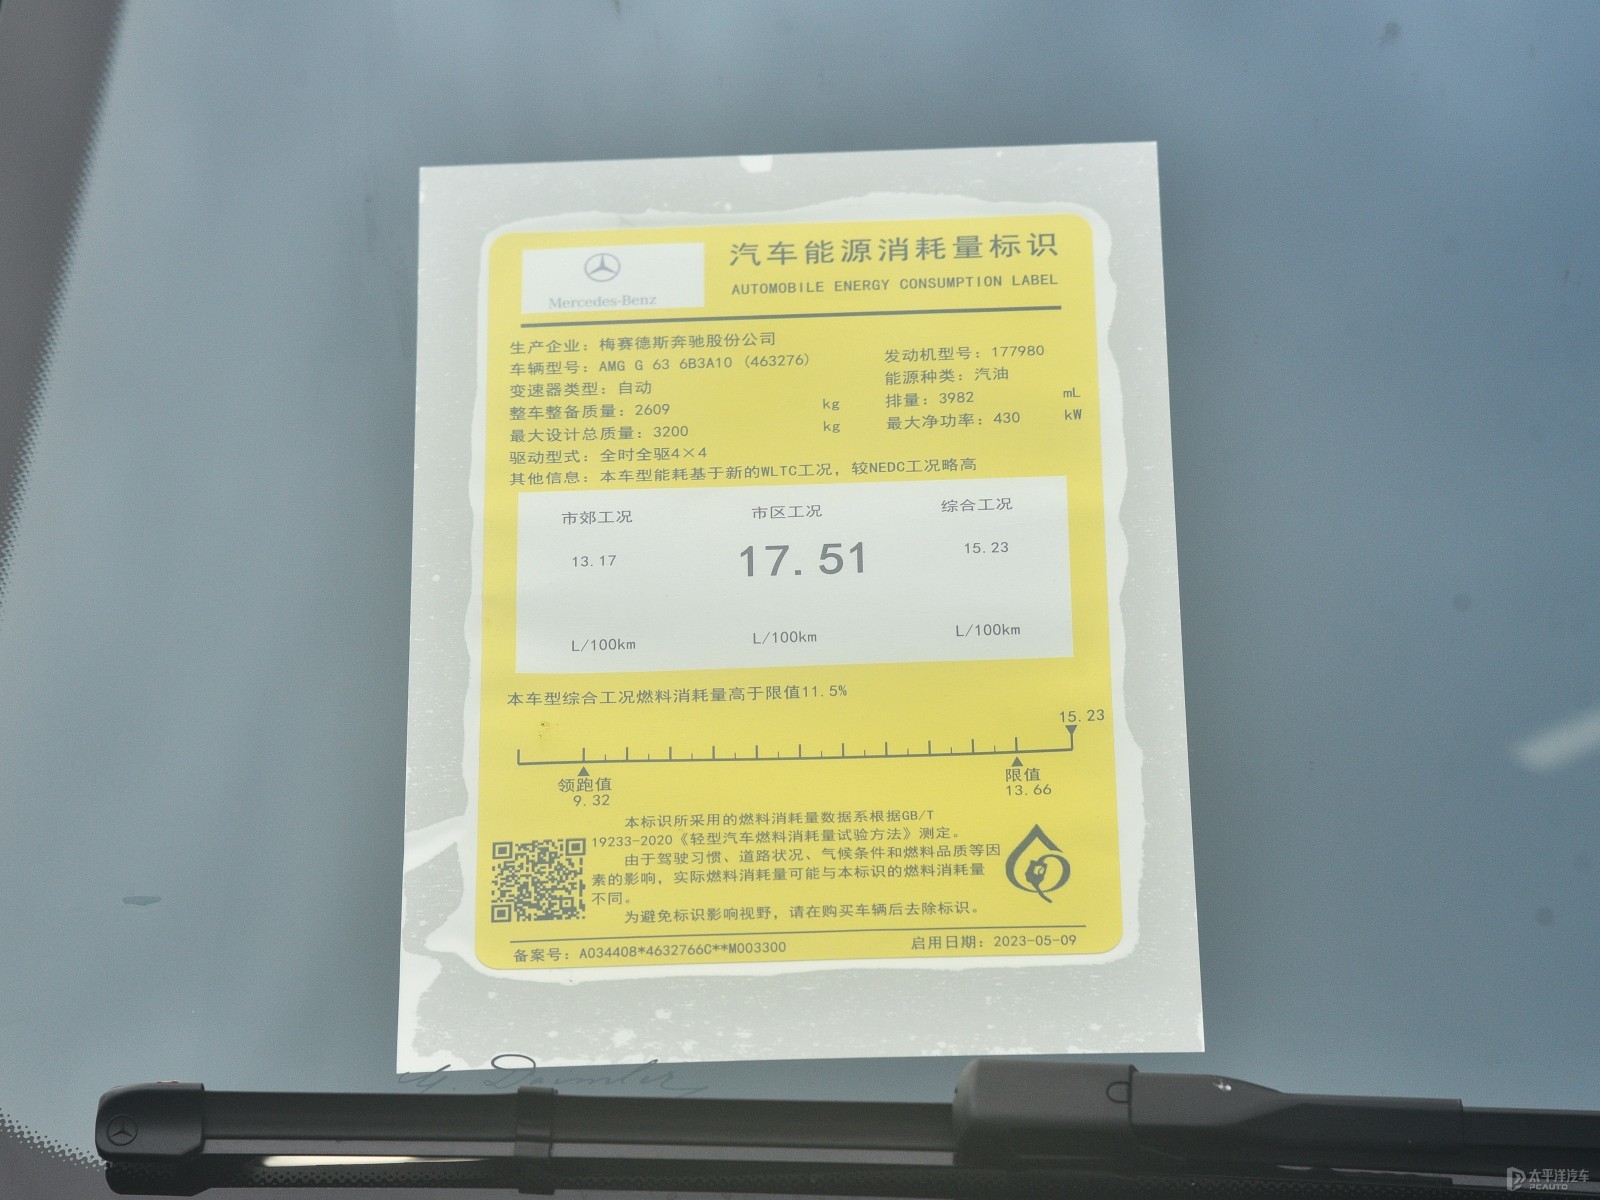 Mercedes-Benz
汽车能源消耗量标识
AUTOMOBILE ENERGY CONSUMPTION LABEL
生产企业：梅赛德斯奔驰股份公司
车辆型号：AMG G 63 6B3A10 (463276)
发动机型号：177980
变速器类型：自动
能源种类：汽油
整车整备质量：2609 kg
排量：3982 mL
最大设计总质量：3200 kg
最大净功率：430 kW
驱动型式：全时全驱4×4
其他信息：本车型能耗基于新的WLTC工况，较NEDC工况略高
市郊工况 市区工况 综合工况
13.17 17.51 15.23
L/100km L/100km L/100km
本车型综合工况燃料消耗量高于限值11.5%
15.23
领跑值 限值
9.32 13.66
本标识所采用的燃料消耗量数据系根据GB/T
19233-2020《轻型汽车燃料消耗量试验方法》测定。
由于驾驶习惯、道路状况、气候条件和燃料品质等因
素的影响，实际燃料消耗量可能与本标识的燃料消耗量
不同。
为避免标识影响视野，请在购买车辆后去除标识。
备案号：A034408*4632766C**M003300 启用日期：2023-05-09
G. Daimler
太平洋汽车
PCAUTO